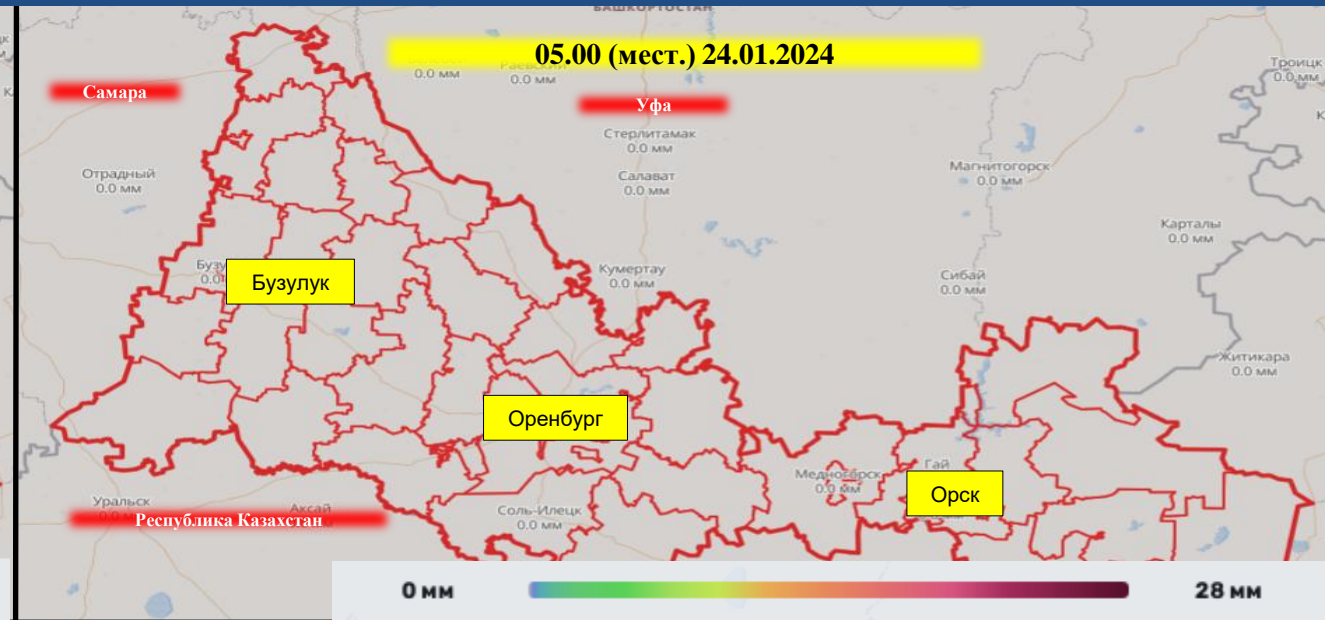 БАШКОРТОСТАН
05.00 (мест.) 24.01.2024
0.0 мм
0.0 мм
Троицк
0.0 мм
Самара
Уфа
Стерлитамак
0.0 мм
Отрадный
0.0 мм
Салават
0.0 мм
Магнитогорск
0.0 мм
Карталы
0.0 мм
Бузулук
Кумертау
0.0 мм
Сибай
0.0 мм
Житикара
0.0 мм
Оренбург
Медногорск
0.0 мм
Гай
Орск
Уральск
Аксай
Республика Казахстан
Соль-Илецк
0.0 мм
0 мм
28 мм